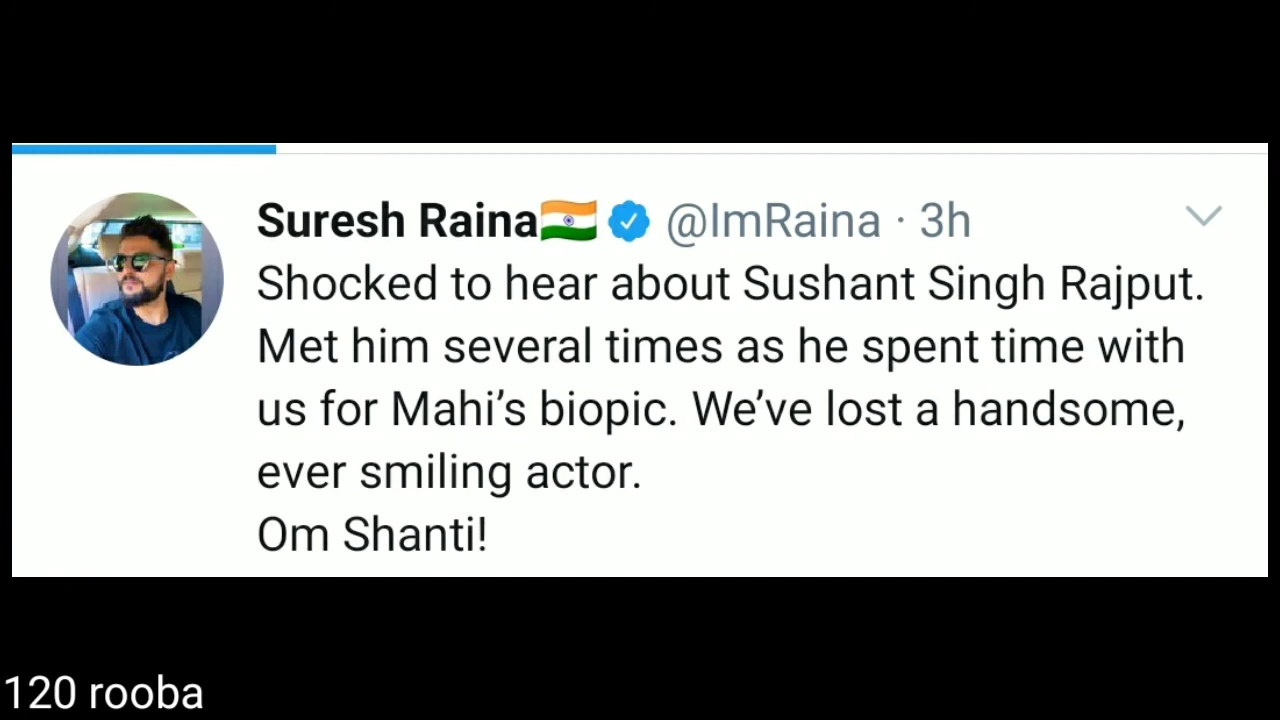 Suresh Raina🇮🇳 @ImRaina · 3h
Shocked to hear about Sushant Singh Rajput.
Met him several times as he spent time with
us for Mahi’s biopic. We’ve lost a handsome,
ever smiling actor.
Om Shanti!
120 rooba